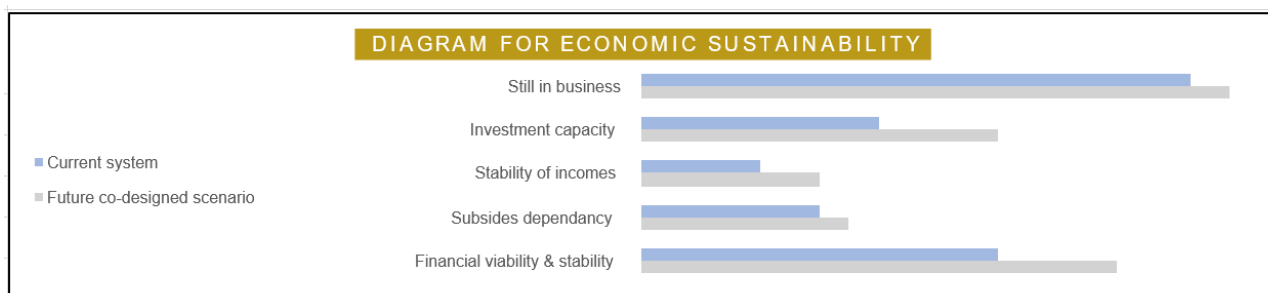 DIAGRAM FOR ECONOMIC SUSTAINABILITY
Still in business
Investment capacity
Current system
Stability of incomes
Future co-designed scenario
Subsides dependancy
Financial viability & stability